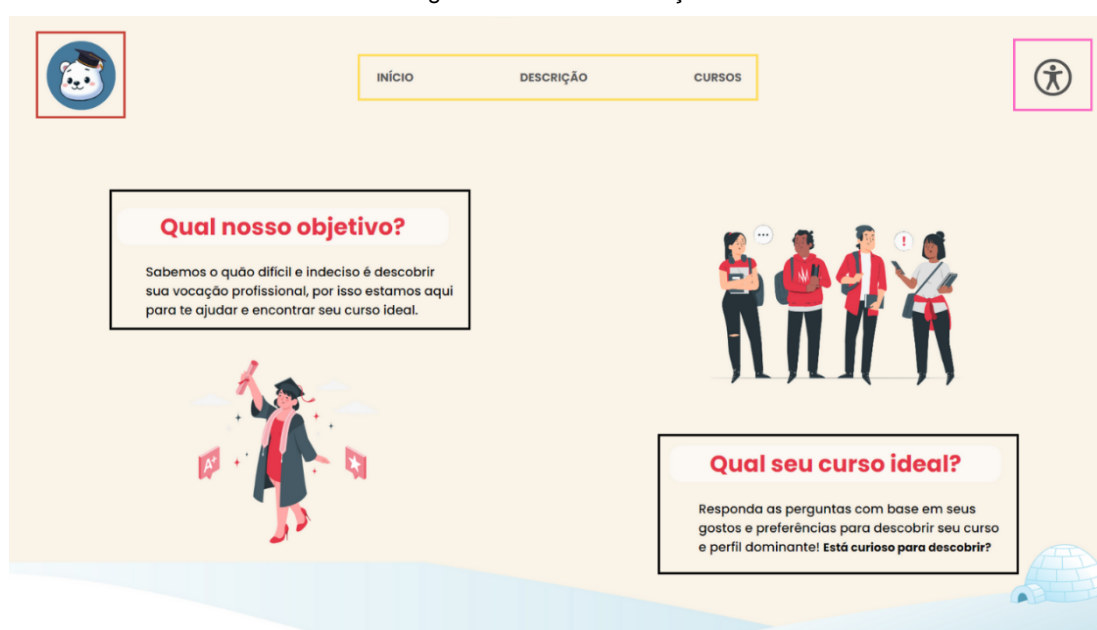 INÍCIO DESCRIÇÃO CURSOS
Qual nosso objetivo?
Sabemos o quão difícil e indeciso é descobrir
sua vocação profissional, por isso estamos aqui
para te ajudar e encontrar seu curso ideal.
A+
Qual seu curso ideal?
Responda as perguntas com base em seus
gostos e preferências para descobrir seu curso
e perfil dominante! Está curioso para descobrir?